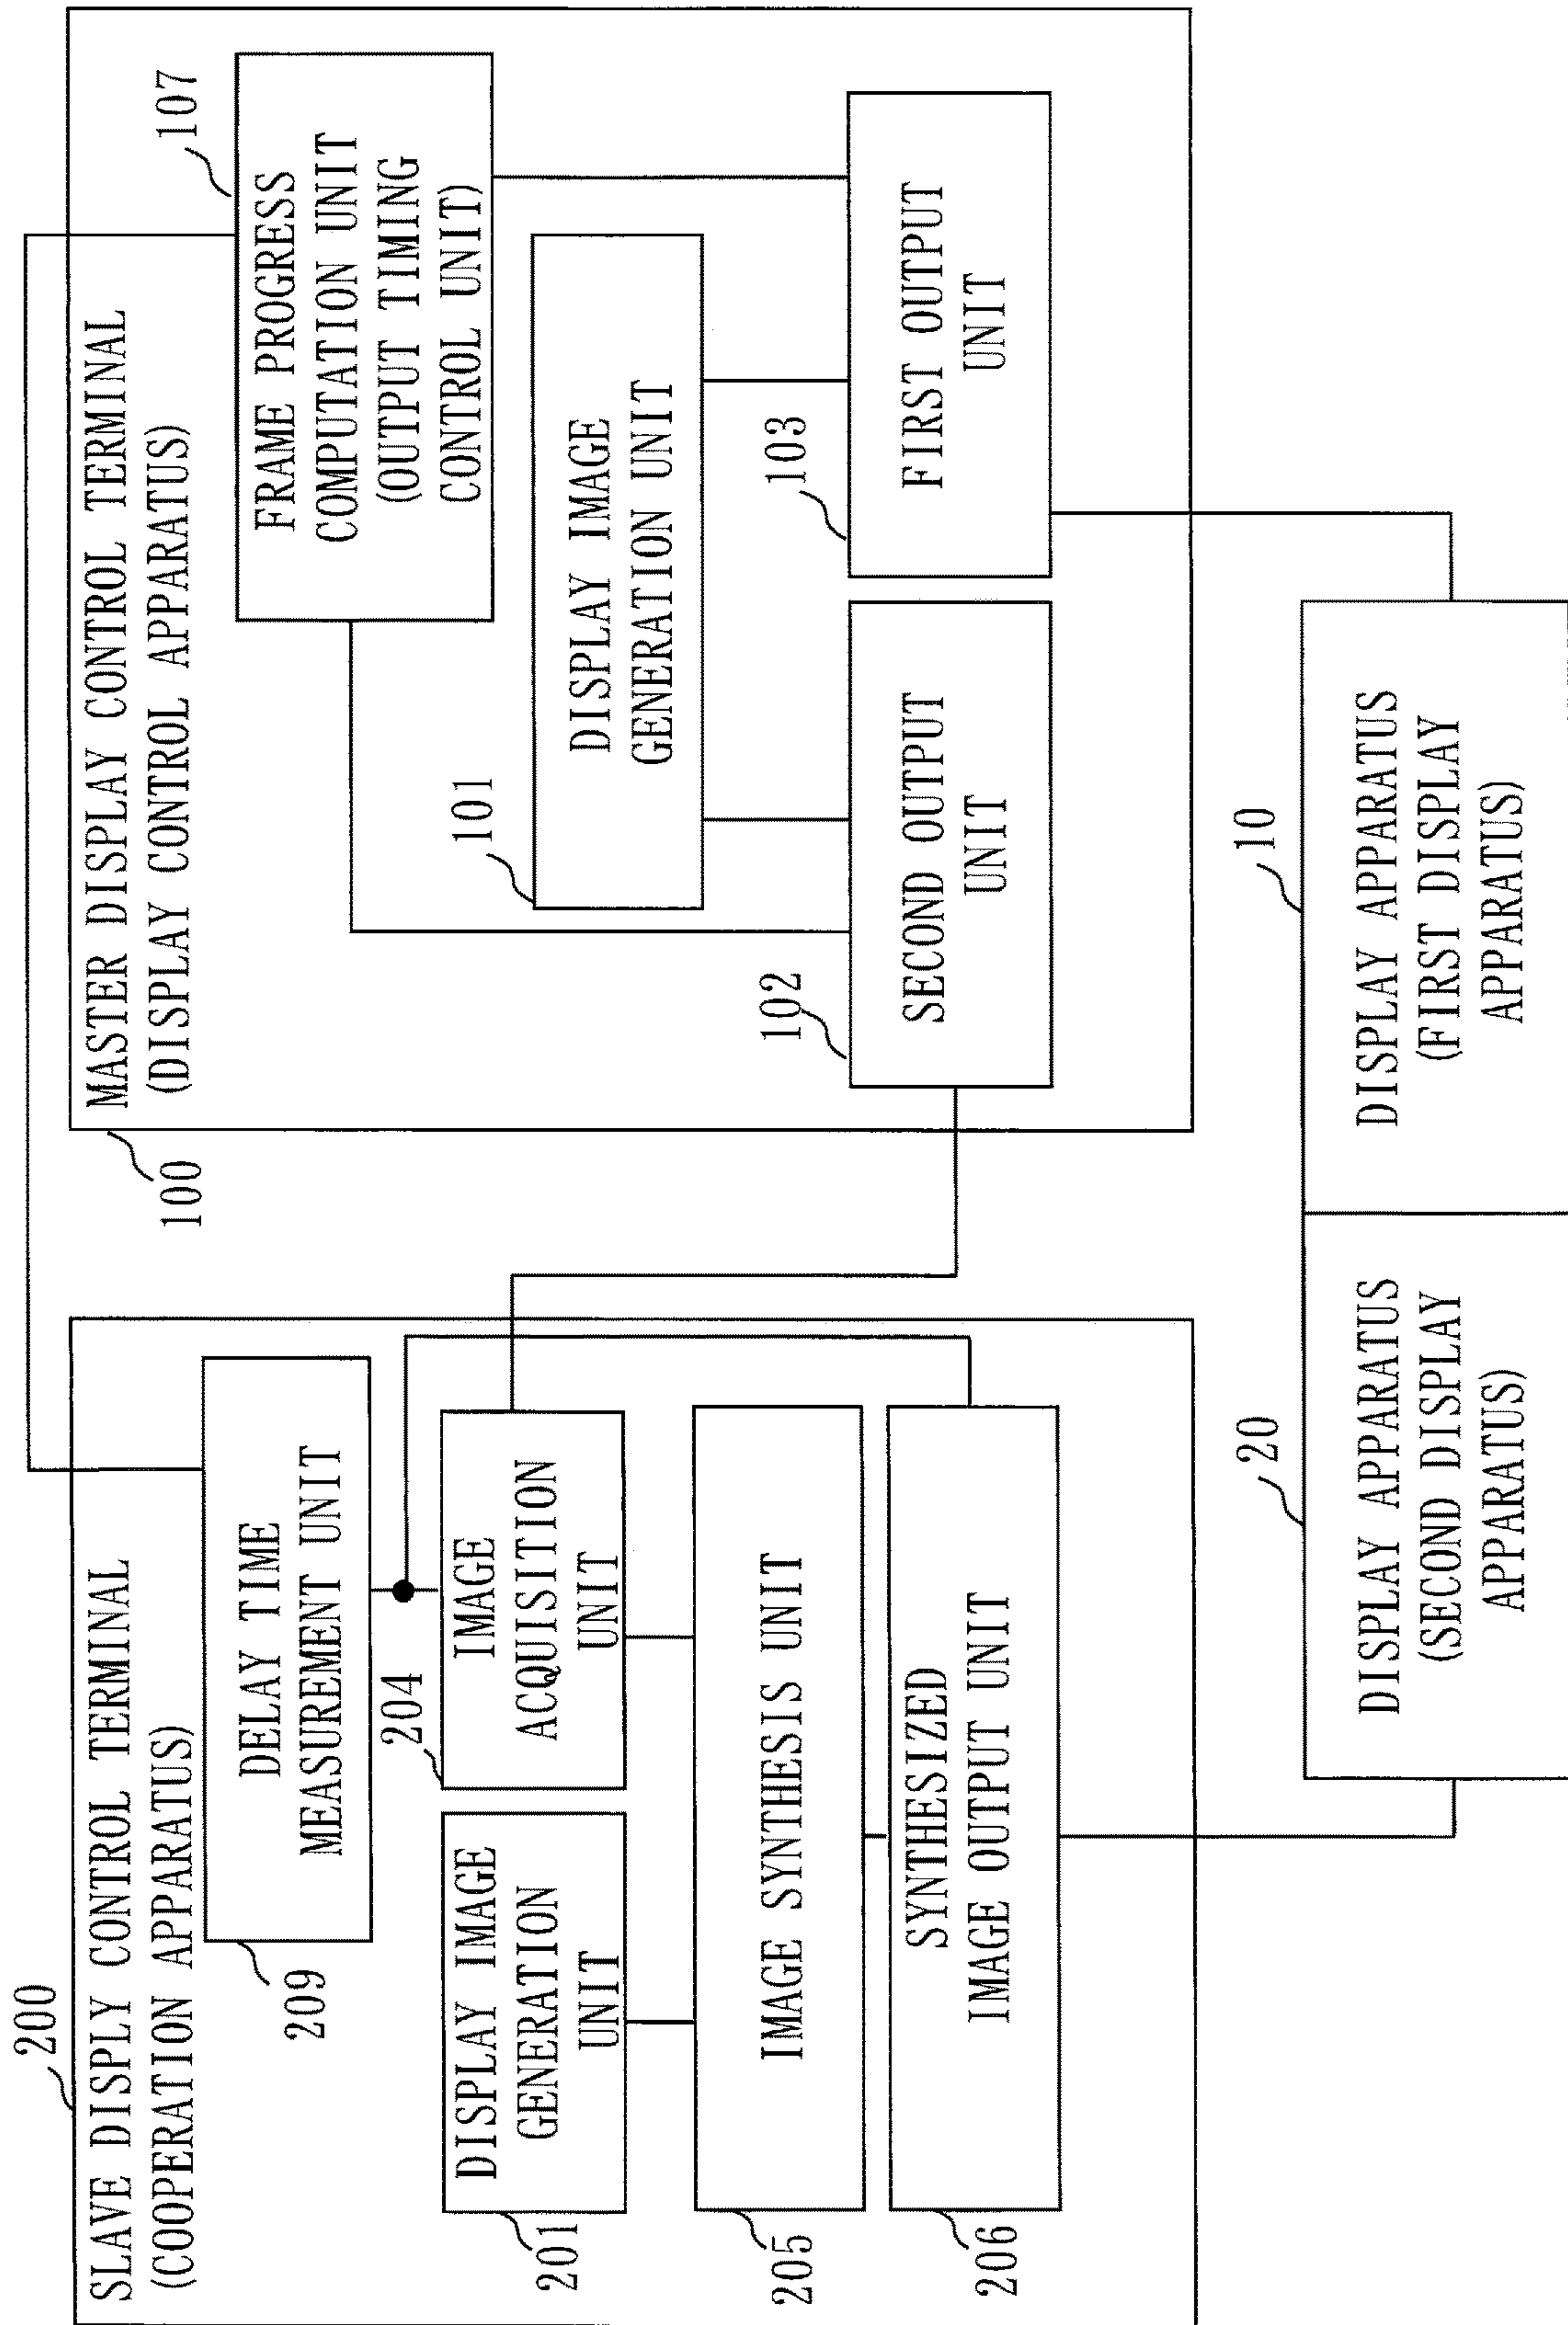 200
SLAVE DISPLY CONTROL TERMINAL
(COOPERATION APPARATUS)
209
DELAY TIME
MEASUREMENT UNIT
201
DISPLAY IMAGE
GENERATION
UNIT
204
IMAGE
ACQUISITION
UNIT
205
IMAGE SYNTHESIS UNIT
206
SYNTHESIZED
IMAGE OUTPUT UNIT
100
MASTER DISPLAY CONTROL TERMINAL
(DISPLAY CONTROL APPARATUS)
107
FRAME PROGRESS
COMPUTATION UNIT
(OUTPUT TIMING
CONTROL UNIT)
101
DISPLAY IMAGE
GENERATION UNIT
102
SECOND OUTPUT
UNIT
103
FIRST OUTPUT
UNIT
20
DISPLAY APPARATUS
(SECOND DISPLAY
APPARATUS)
10
DISPLAY APPARATUS
(FIRST DISPLAY
APPARATUS)